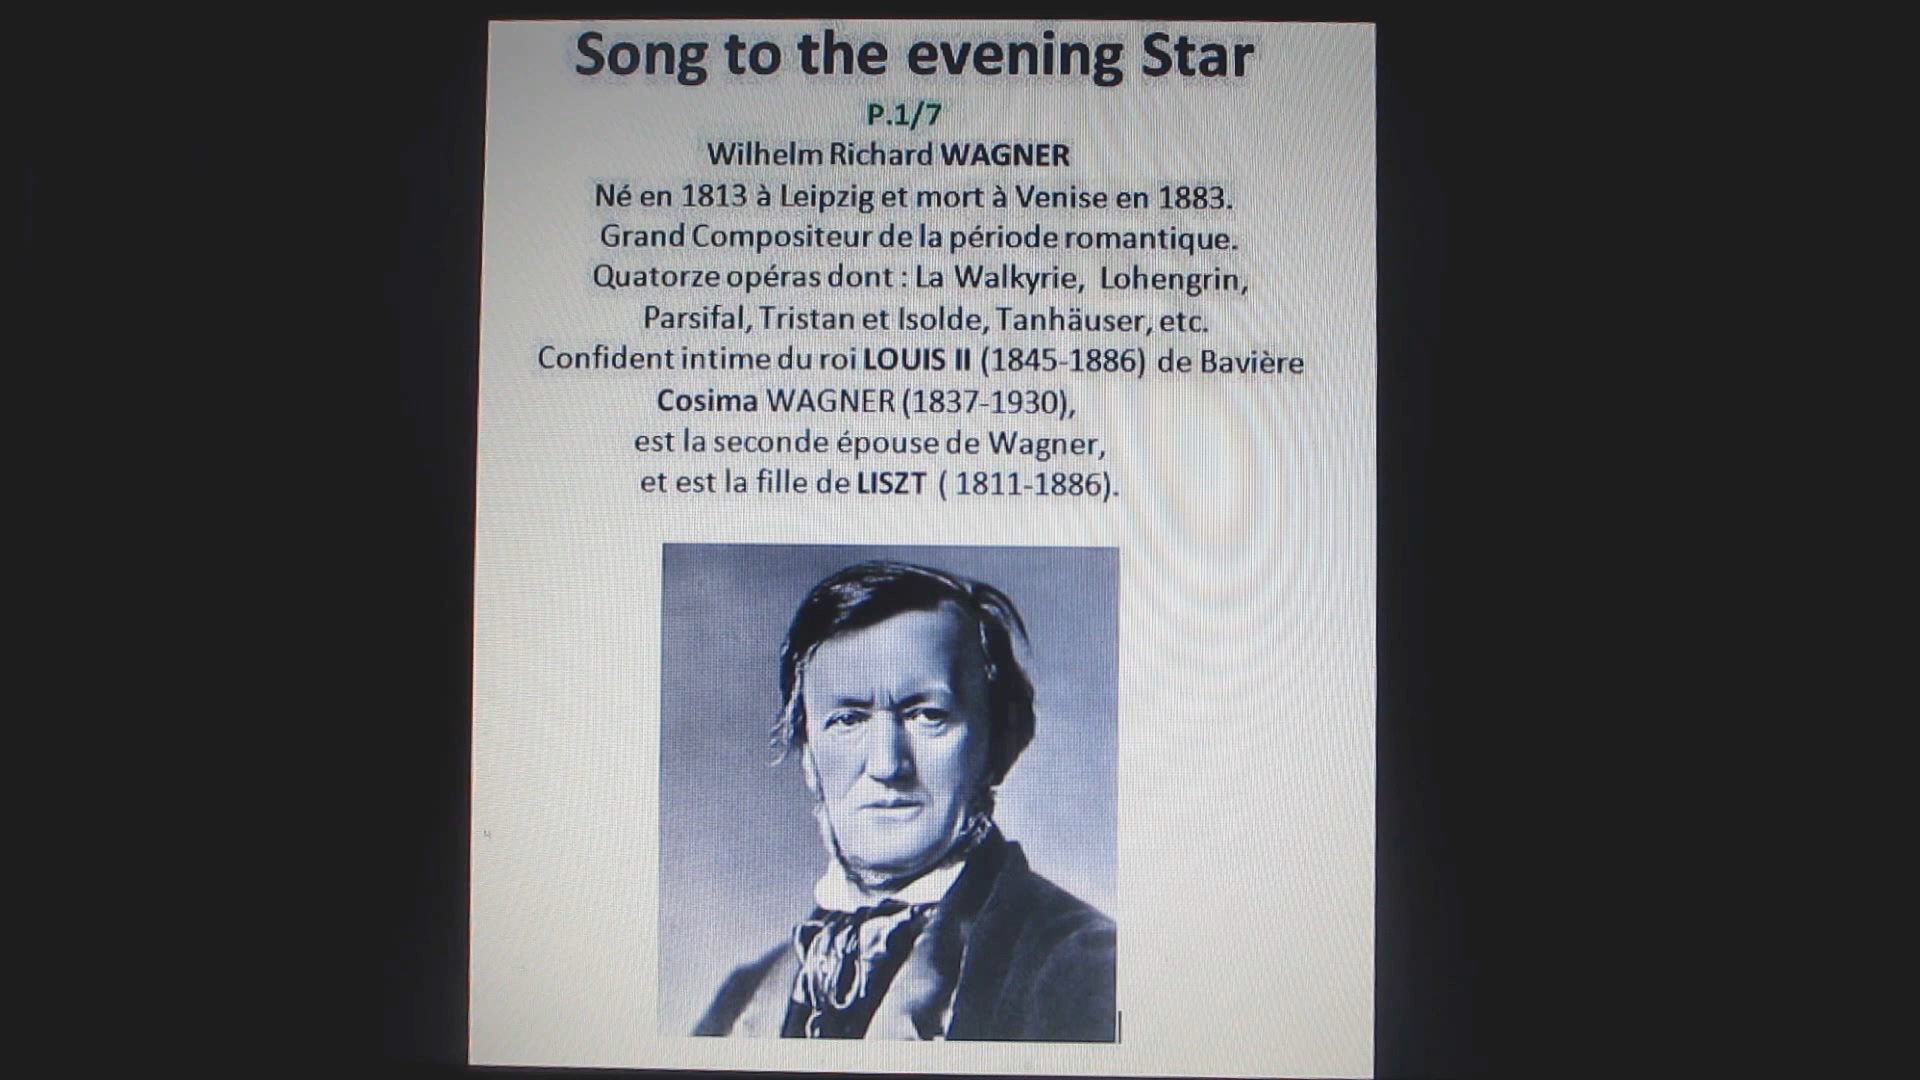 Song to the evening Star
P.1/7
Wilhelm Richard WAGNER
Né en 1813 à Leipzig et mort à Venise en 1883.
Grand Compositeur de la période romantique.
Quatorze opéras dont : La Walkyrie, Lohengrin,
Parsifal, Tristan et Isolde, Tanhäuser, etc.
Confident intime du roi LOUIS II (1845-1886) de Bavière
Cosima WAGNER (1837-1930),
est la seconde épouse de Wagner,
et est la fille de LISZT ( 1811-1886).